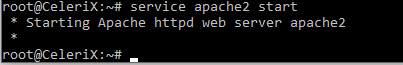 root@CeleriX:~# service apache2 start
 * Starting Apache httpd web server apache2
 *
root@CeleriX:~#